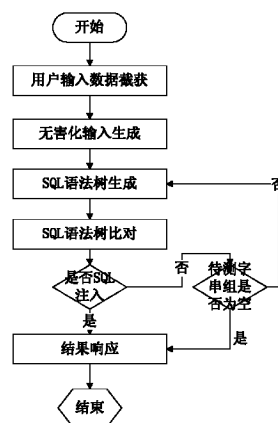 开始
用户输入数据截获
无害化输入生成
SQL语法树生成
否
SQL语法树比对
是否SQL
注入
否
待测字
串组是
否为空
是
是
结果响应
结束